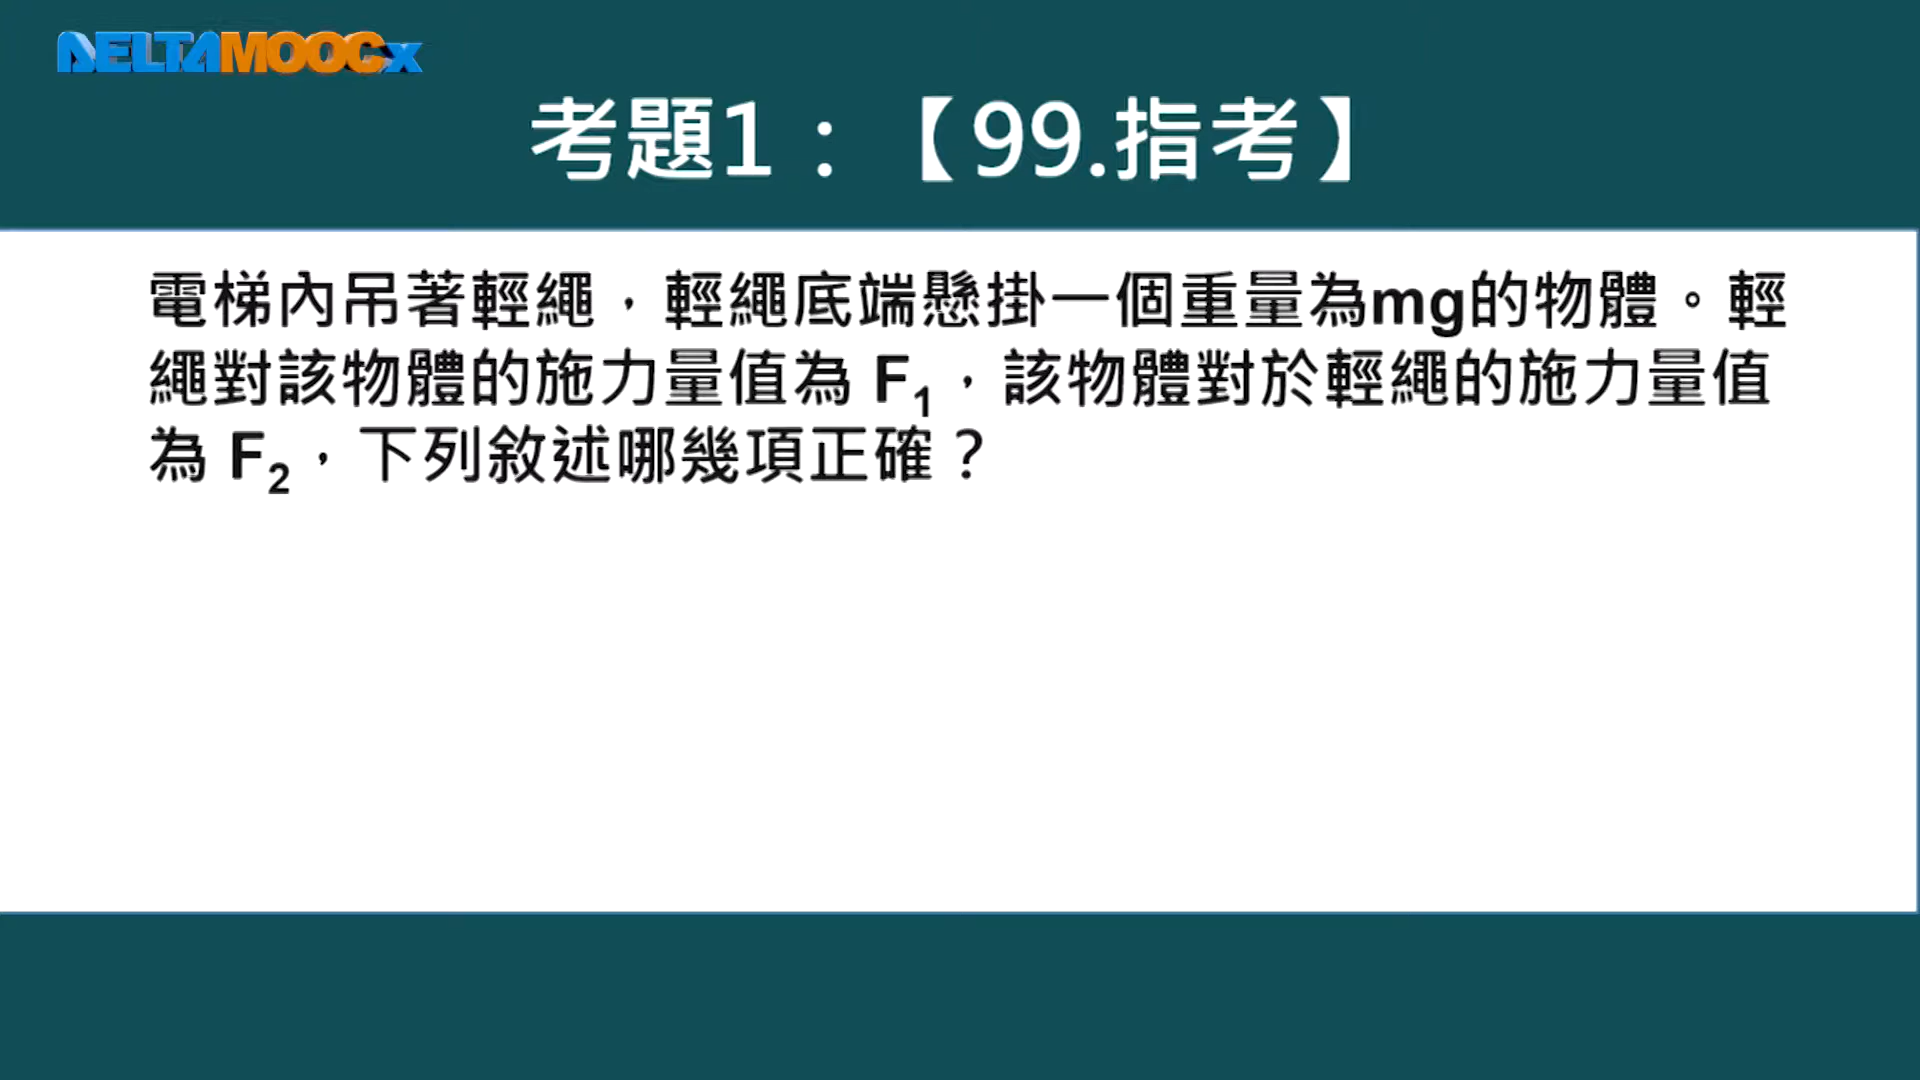 DELTAMOOCx
考題1：【99.指考】
電梯內吊著輕繩，輕繩底端懸掛一個重量為mg的物體。輕
繩對該物體的施力量值為 F₁，該物體對於輕繩的施力量值
為 F₂，下列敘述哪幾項正確？